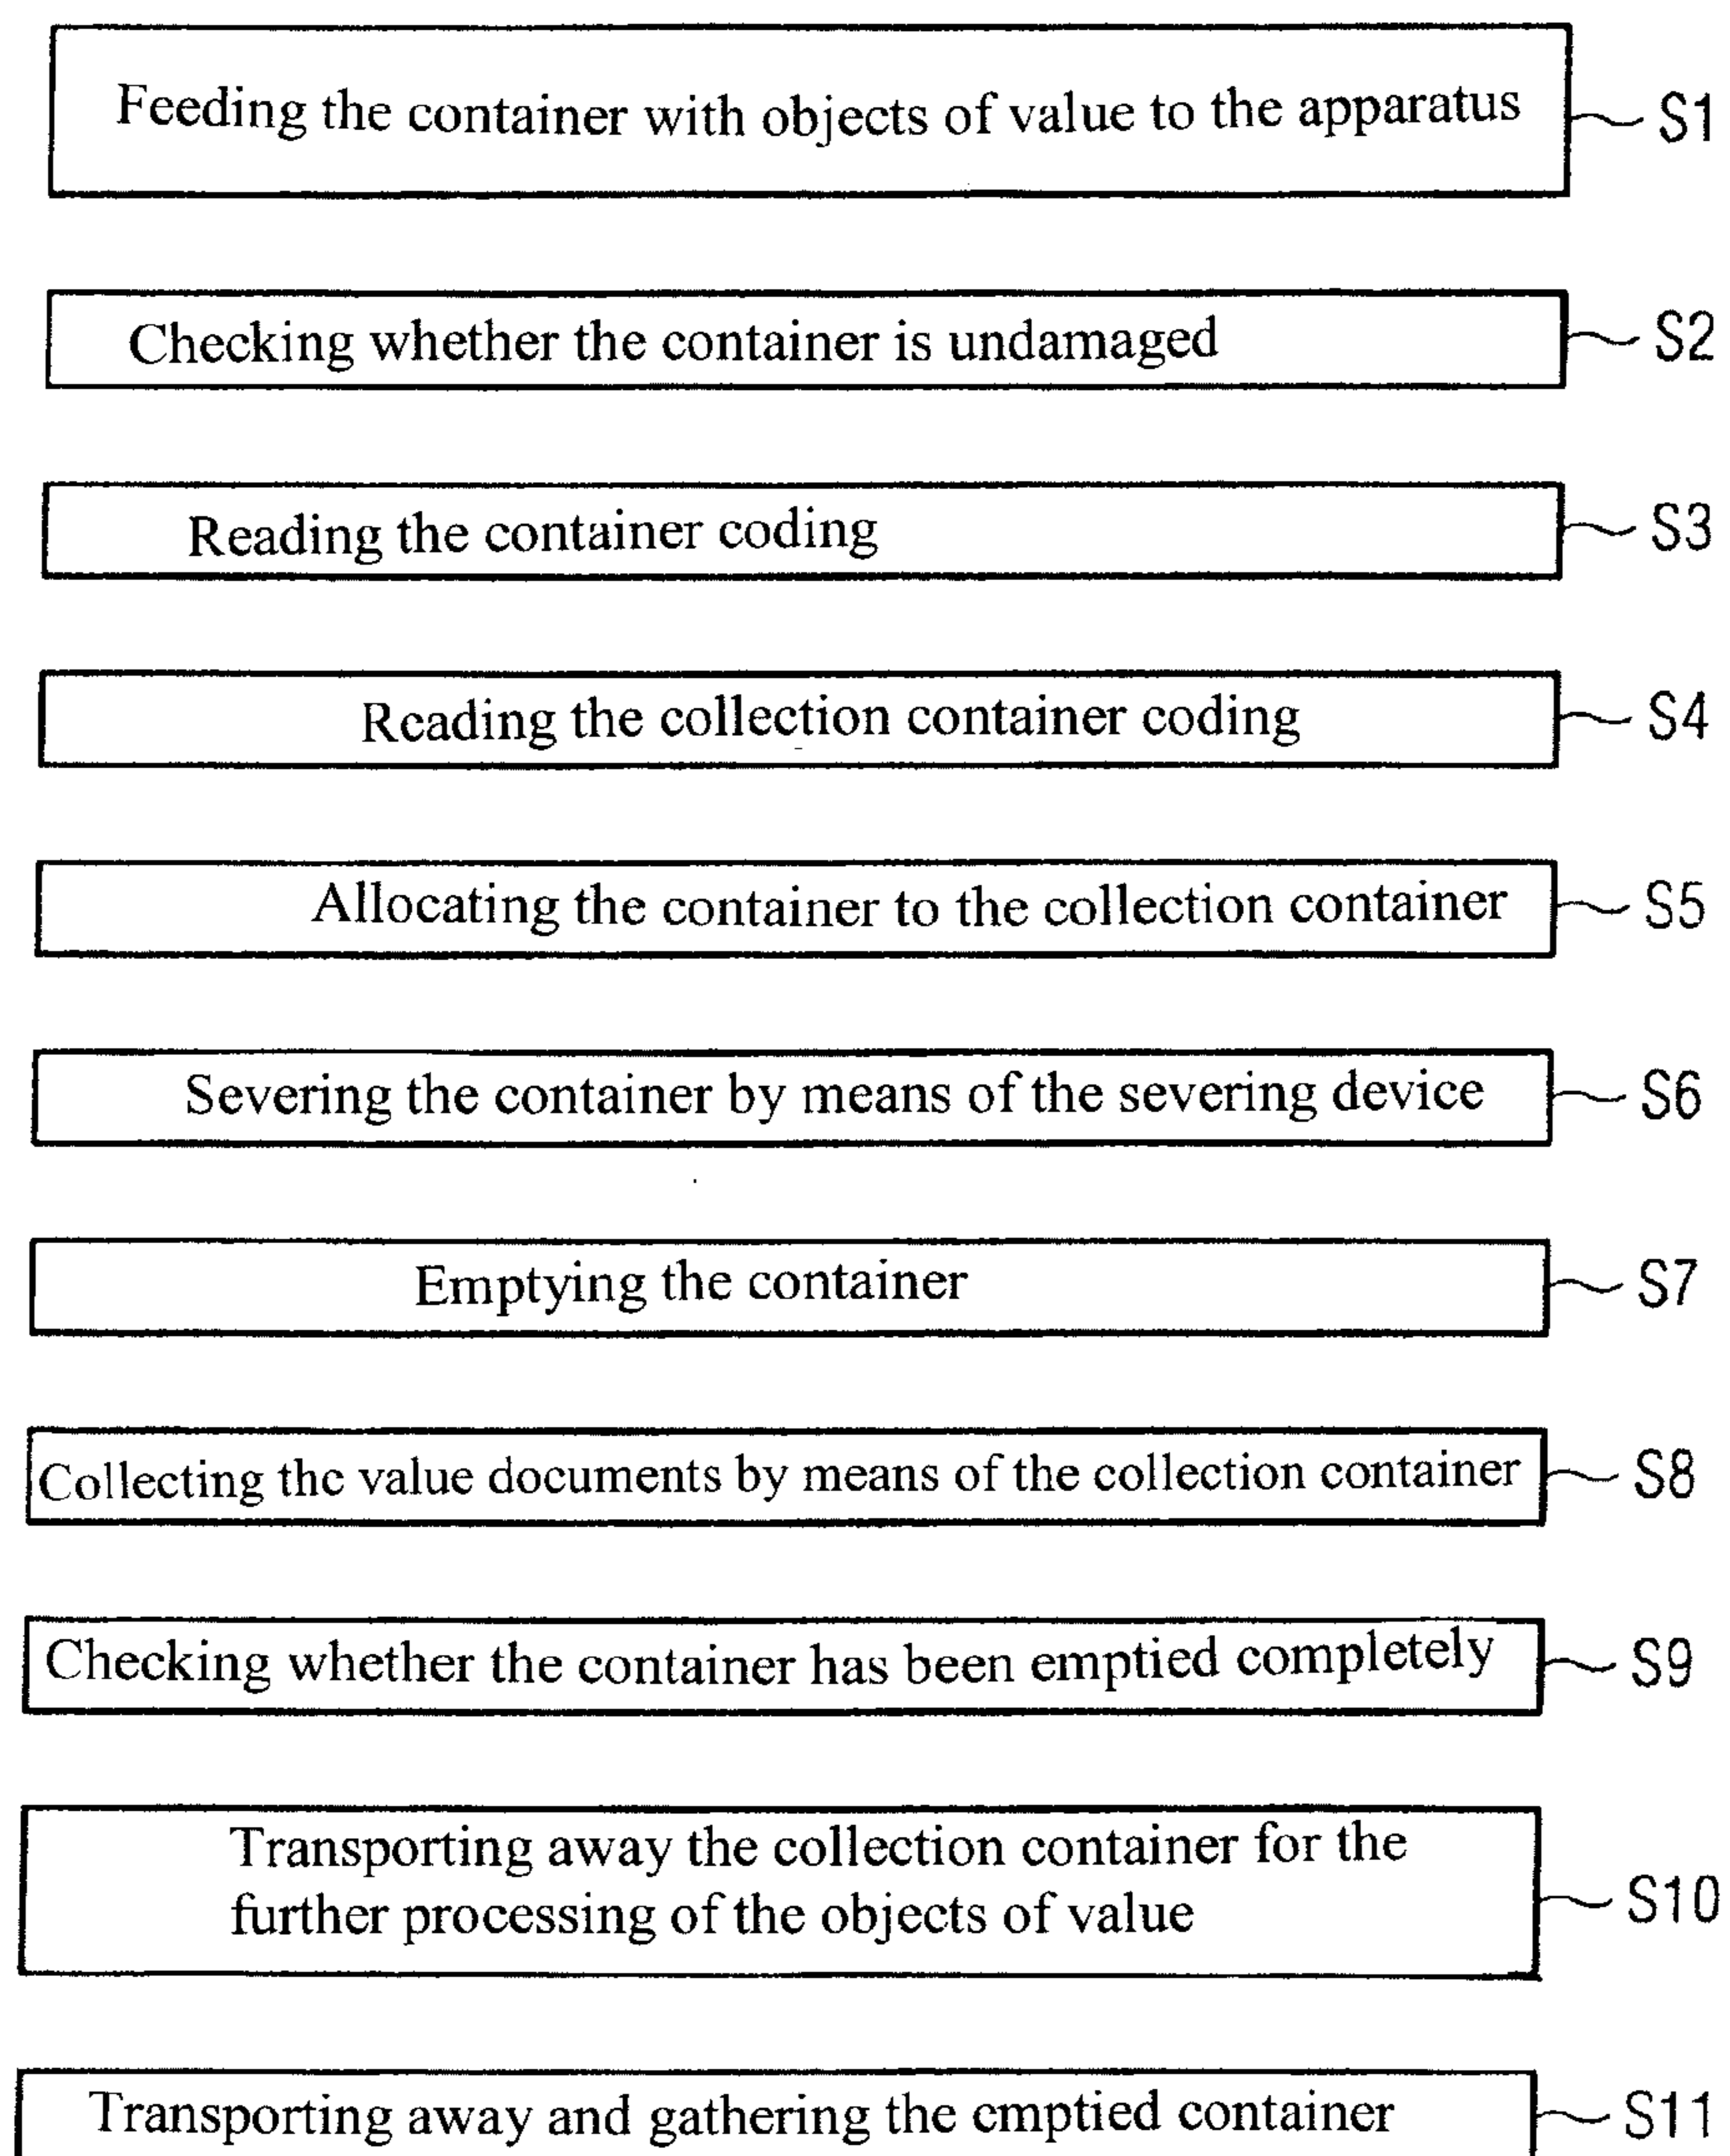 Feeding the container with objects of value to the apparatus S1
Checking whether the container is undamaged S2
Reading the container coding S3
Reading the collection container coding S4
Allocating the container to the collection container S5
Severing the container by means of the severing device S6
Emptying the container S7
Collecting the value documents by means of the collection container S8
Checking whether the container has been emptied completely S9
Transporting away the collection container for the
further processing of the objects of value S10
Transporting away and gathering the emptied container S11